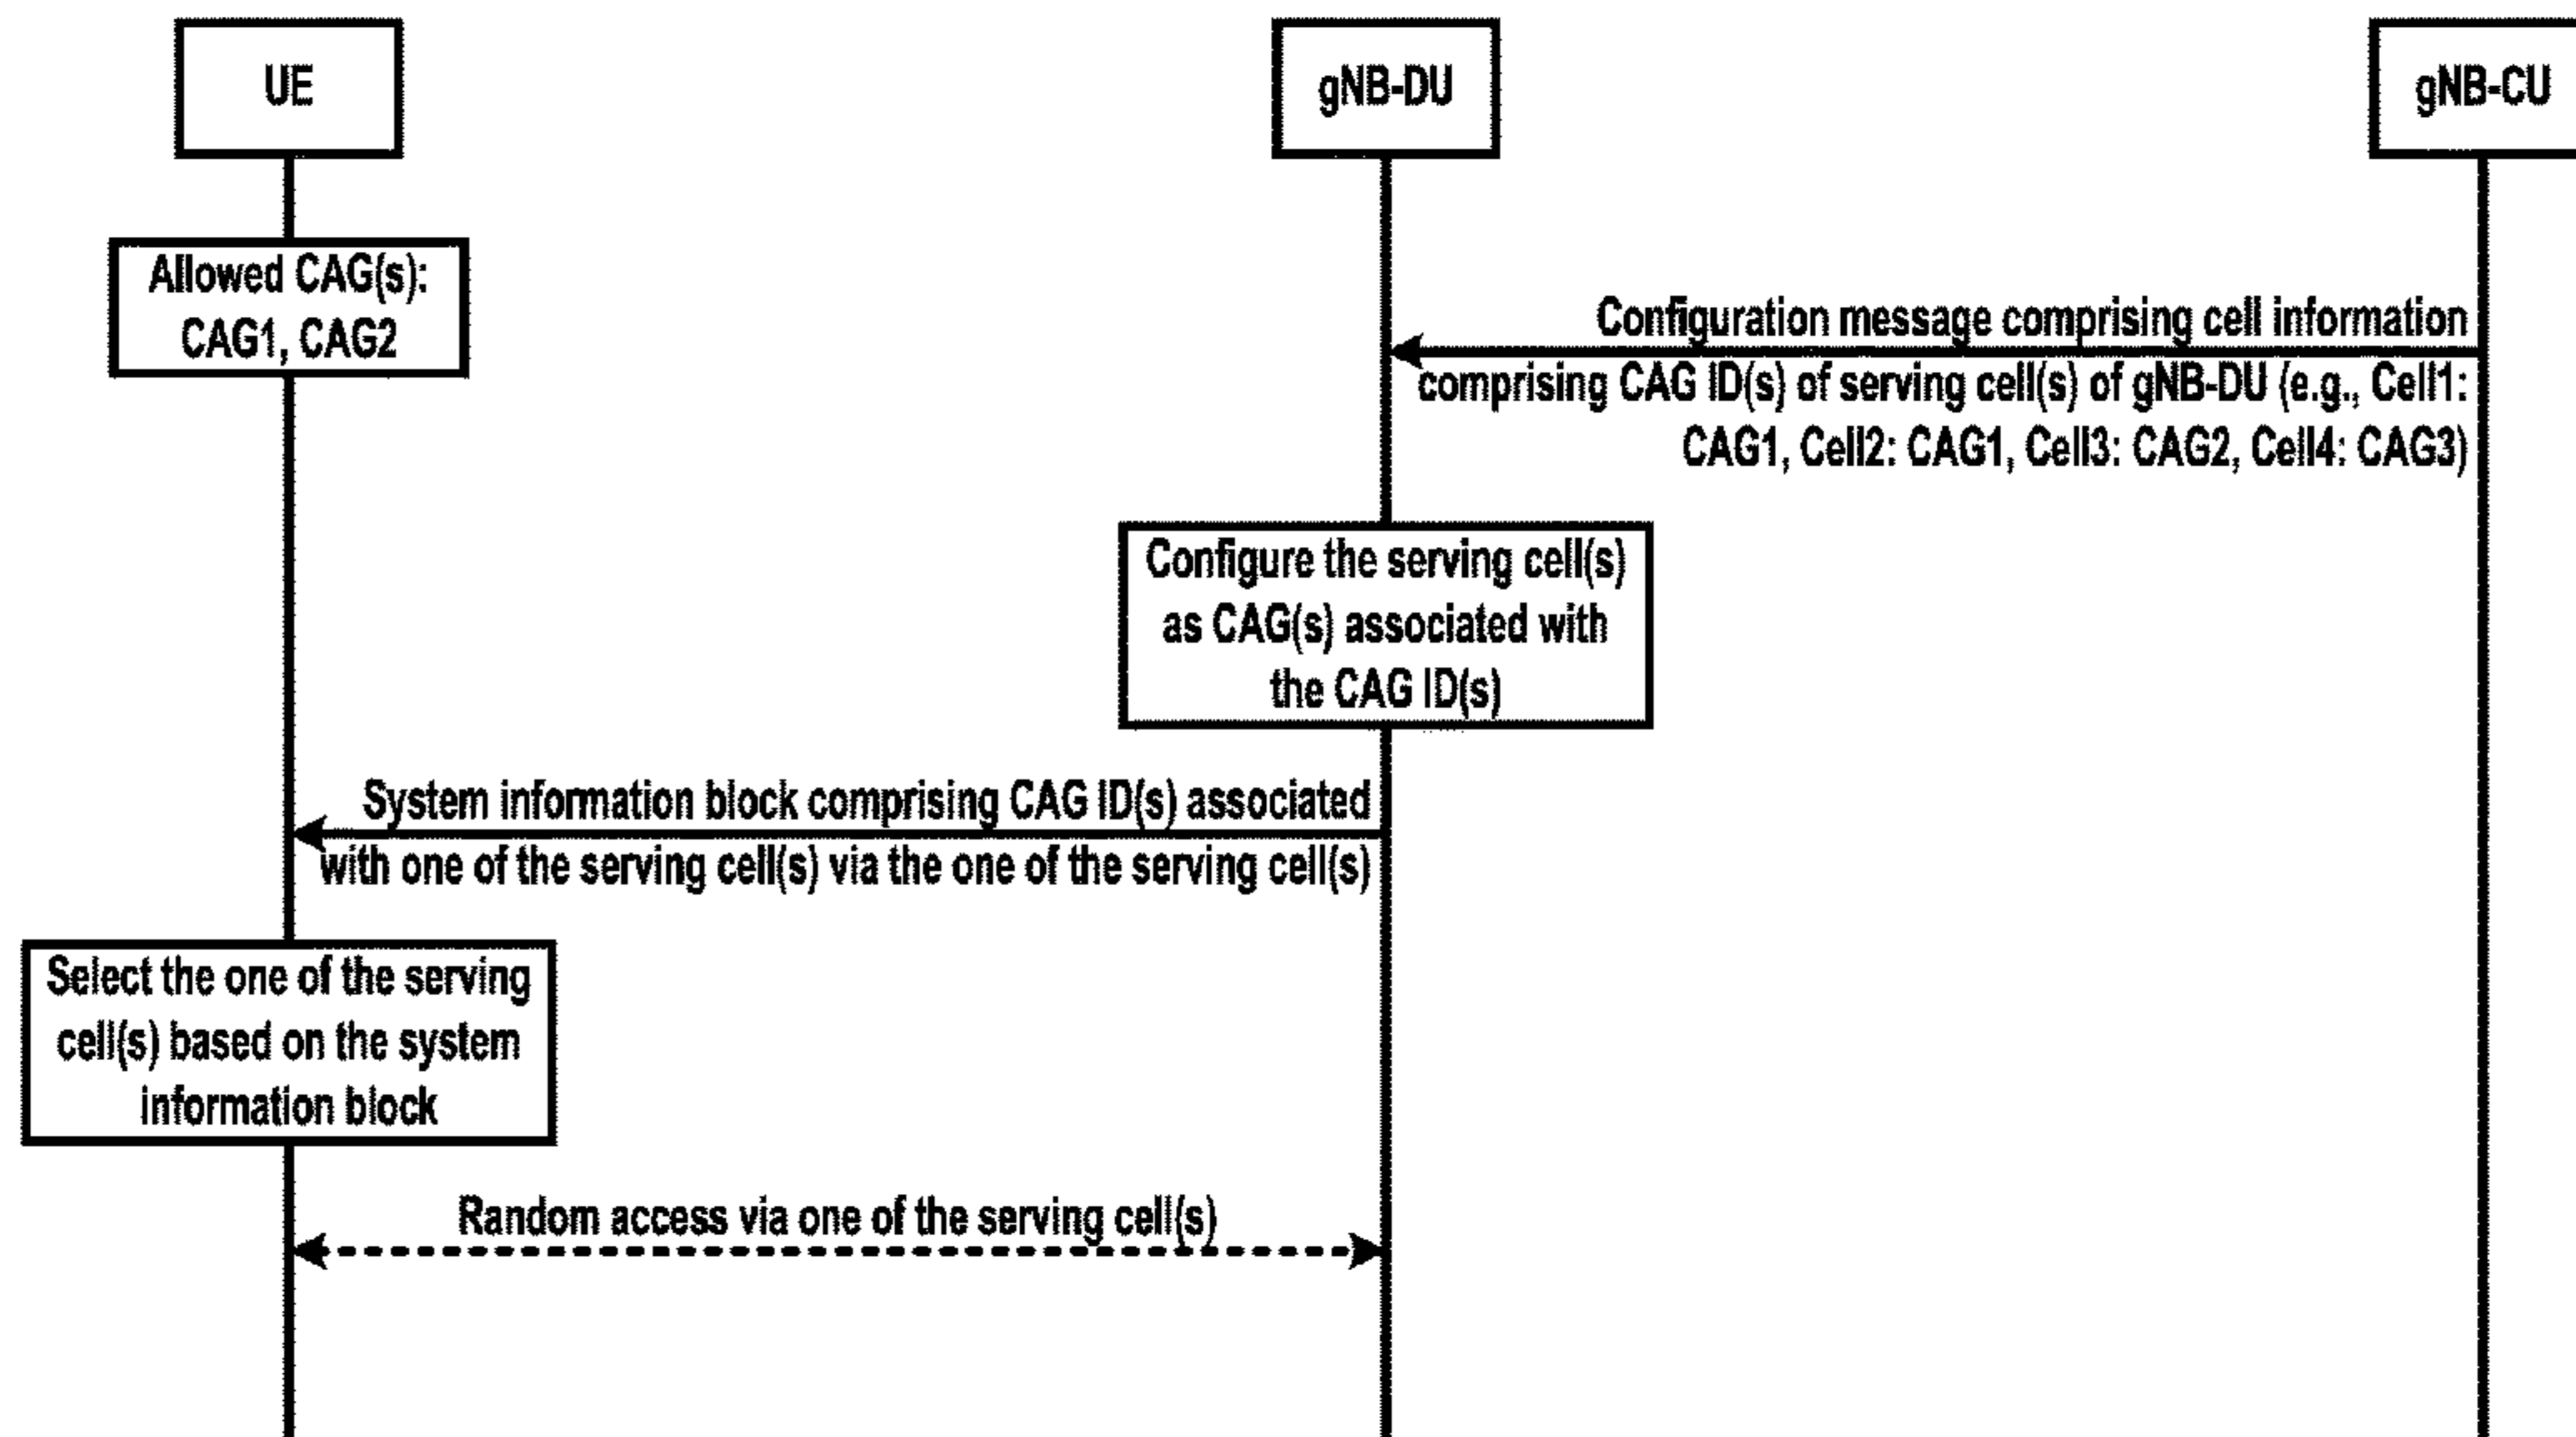 UE
gNB-DU
gNB-CU
Allowed CAG(s):
CAG1, CAG2
Configuration message comprising cell information
comprising CAG ID(s) of serving cell(s) of gNB-DU (e.g., Cell1:
CAG1, Cell2: CAG1, Cell3: CAG2, Cell4: CAG3)
Configure the serving cell(s)
as CAG(s) associated with
the CAG ID(s)
System information block comprising CAG ID(s) associated
with one of the serving cell(s) via the one of the serving cell(s)
Select the one of the serving
cell(s) based on the system
information block
Random access via one of the serving cell(s)